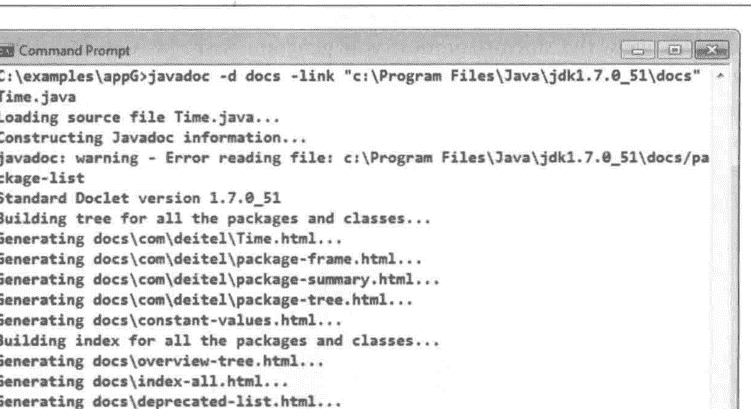 Command Prompt
C:\examples\appG>javadoc -d docs -link "c:\Program Files\Java\jdk1.7.0_51\docs"
Time.java
Loading source file Time.java...
Constructing Javadoc information...
javadoc: warning - Error reading file: c:\Program Files\Java\jdk1.7.0_51\docs/pa
ckage-list
Standard Doclet version 1.7.0_51
Building tree for all the packages and classes...
Generating docs\com\deitel\Time.html...
Generating docs\com\deitel\package-frame.html...
Generating docs\com\deitel\package-summary.html...
Generating docs\com\deitel\package-tree.html...
Generating docs\constant-values.html...
Building index for all the packages and classes...
Generating docs\overview-tree.html...
Generating docs\index-all.html...
Generating docs\deprecated-list.html...